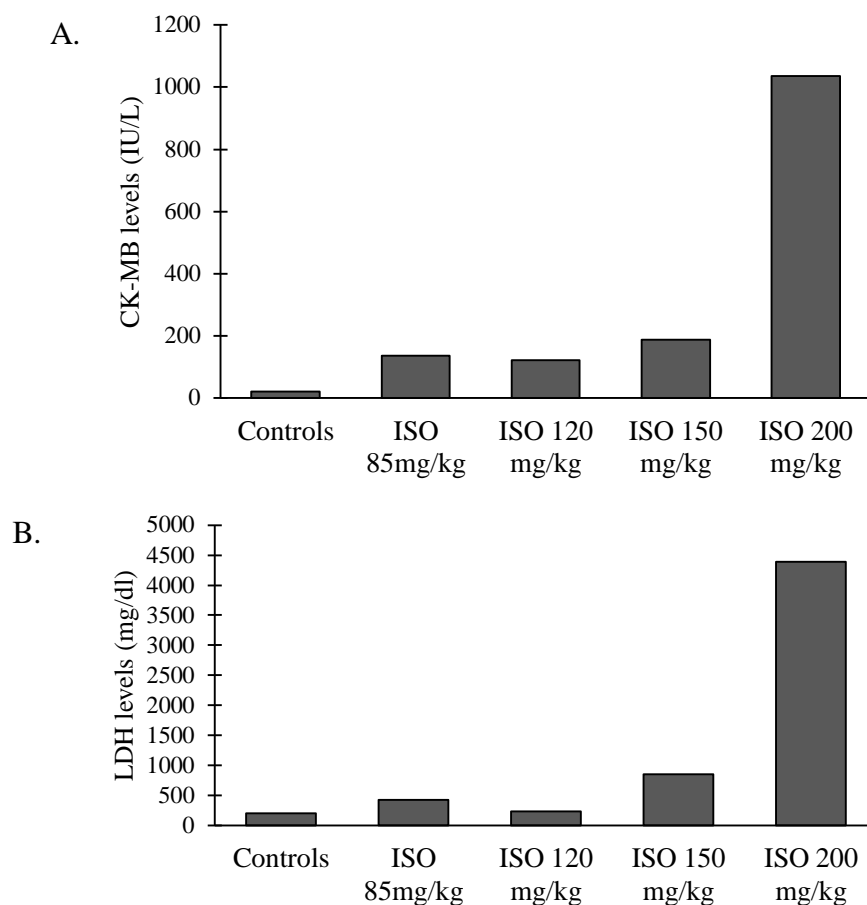 A.
CK-MB levels (IU/L)
1200
1000
800
600
400
200
0
Controls
ISO
85mg/kg
ISO 120
mg/kg
ISO 150
mg/kg
ISO 200
mg/kg
B.
LDH levels (mg/dl)
5000
4500
4000
3500
3000
2500
2000
1500
1000
500
0
Controls
ISO
85mg/kg
ISO 120
mg/kg
ISO 150
mg/kg
ISO 200
mg/kg